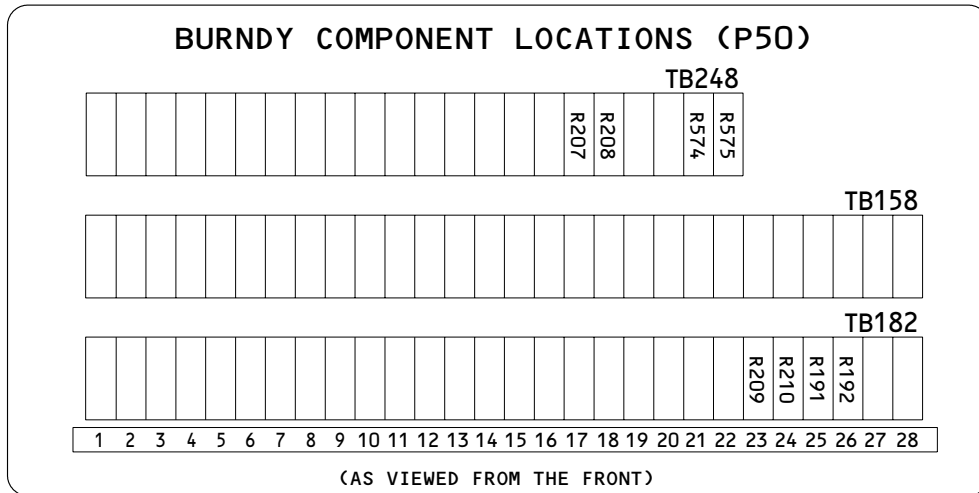 BURNDY COMPONENT LOCATIONS (P50)
TB248
R207 R208 R574 R575
TB158
TB182
R209 R210 R191 R192
1 2 3 4 5 6 7 8 9 10 11 12 13 14 15 16 17 18 19 20 21 22 23 24 25 26 27 28
(AS VIEWED FROM THE FRONT)